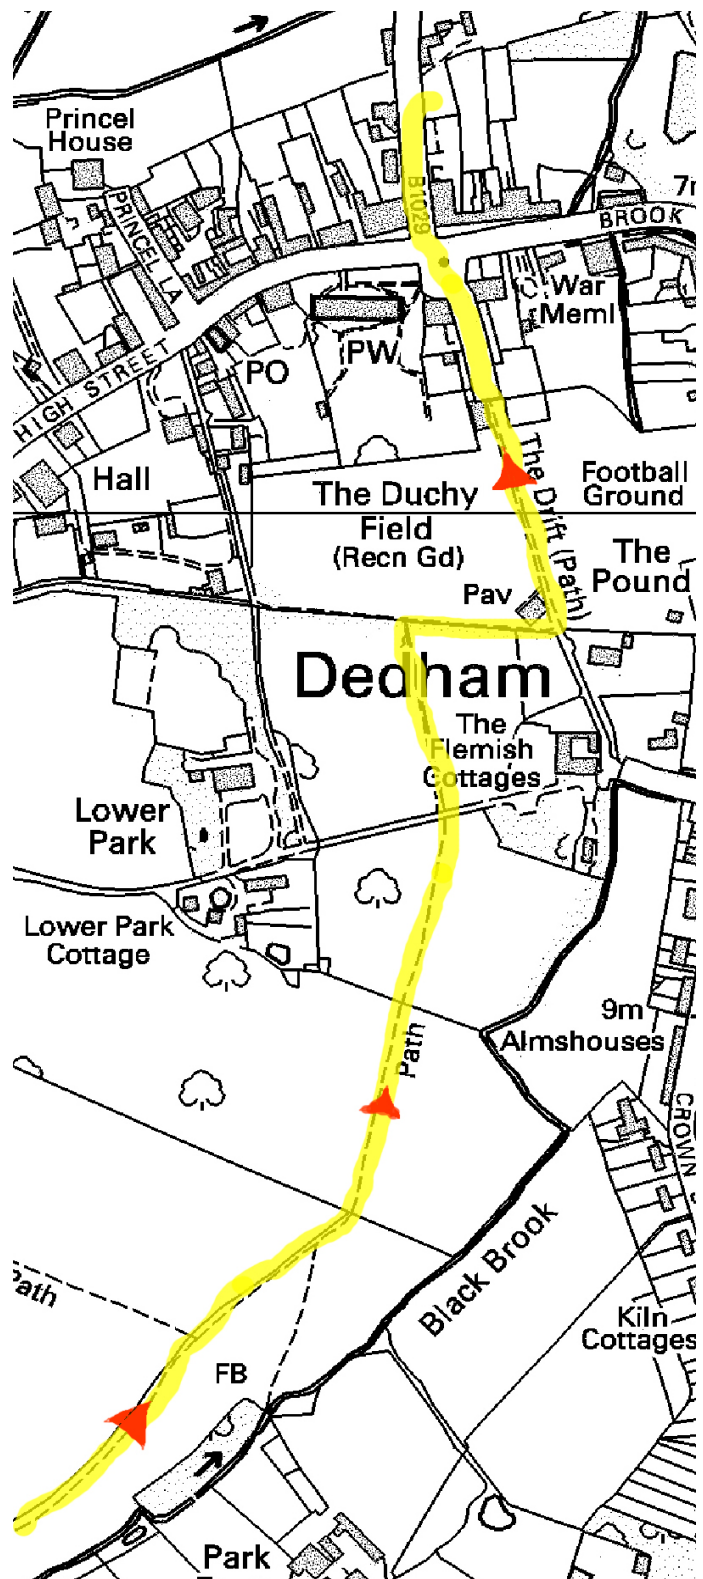 Princel
House
PRINCEL LA
B1029
BROOK
War
Meml
HIGH STREET
PO
PW
Hall
The Duchy
Field
(Recn Gd)
The Drift (Path)
Football
Ground
The
Pound
Pav
Dedham
The
Flemish
Cottages
Lower
Park
Lower Park
Cottage
9m
Almshouses
Path
CROWN
Black Brook
Path
Kiln
Cottages
FB
Park